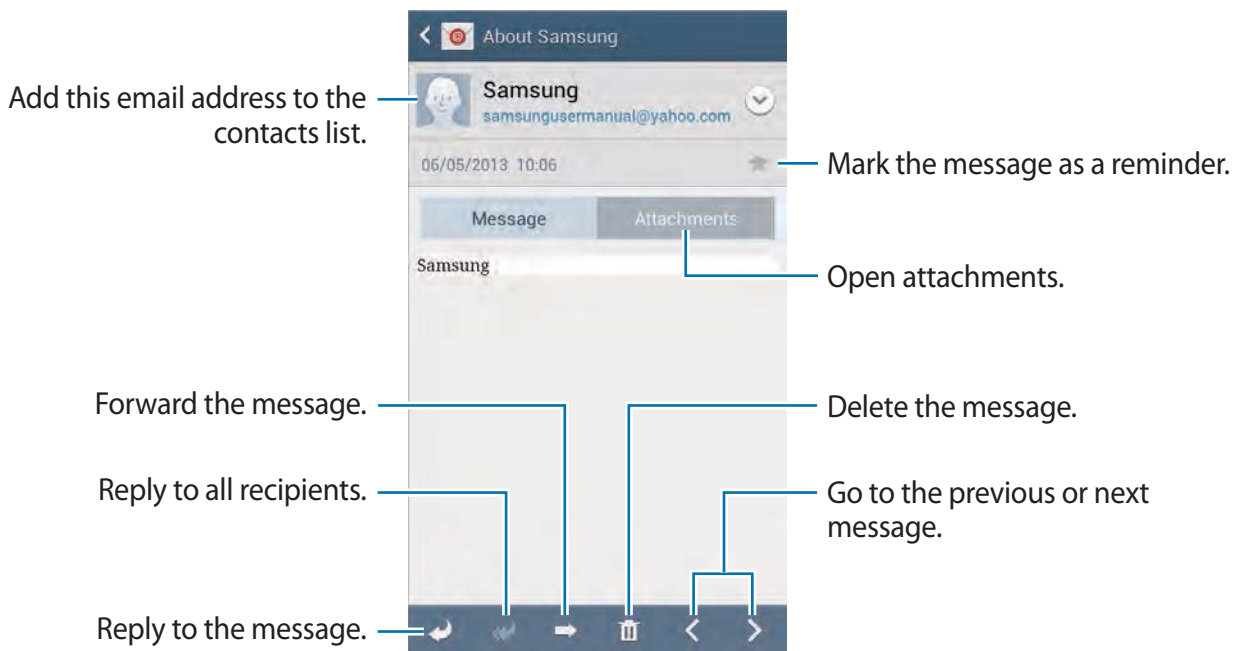 About Samsung
Add this email address to the
contacts list.
Samsung
samsungusermanual@yahoo.com
06/05/2013 10:06
Mark the message as a reminder.
Message
Attachments
Samsung
Open attachments.
Forward the message.
Delete the message.
Reply to all recipients.
Go to the previous or next
message.
Reply to the message.